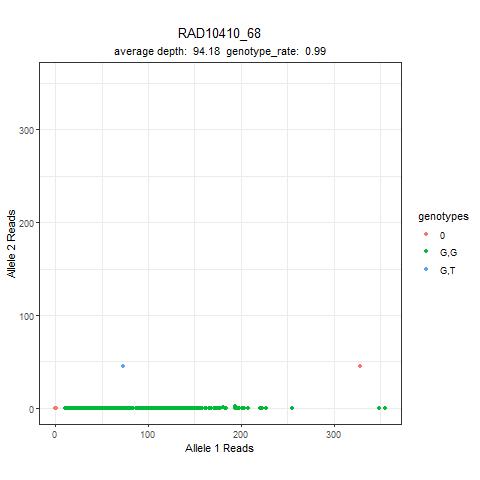 RAD10410_68
average depth:  94.18  genotype_rate:  0.99
Allele 2 Reads
300
200
100
0
0
100
200
300
Allele 1 Reads
genotypes
0
G,G
G,T